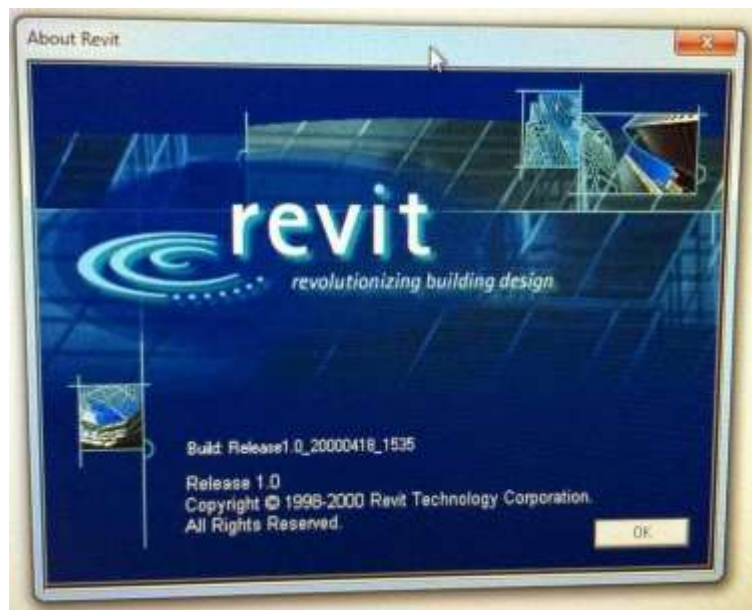 About Revit
revit
revolutionizing building design
Build: Release1.0_20000418_1535
Release 1.0
Copyright © 1998-2000 Revit Technology Corporation.
All Rights Reserved.
OK